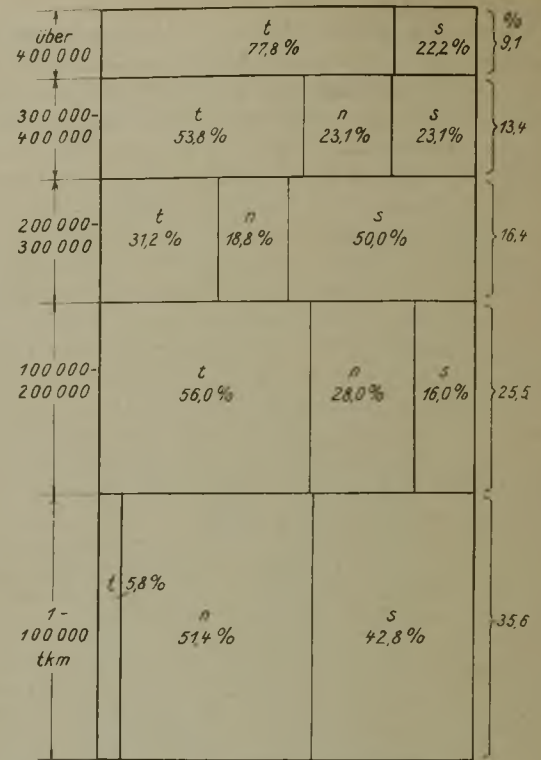 über
400 000
t
77,8 %
s
22,2 %
%
9,1
300 000-
400 000
t
53,8 %
n
23,1 %
s
23,1 %
13,4
200 000-
300 000
t
31,2 %
n
18,8 %
s
50,0 %
16,4
100 000-
200 000
t
56,0 %
n
28,0 %
s
16,0 %
25,5
1-
100 000
tkm
t 5,8 %
n
51,4 %
s
42,8 %
35,6